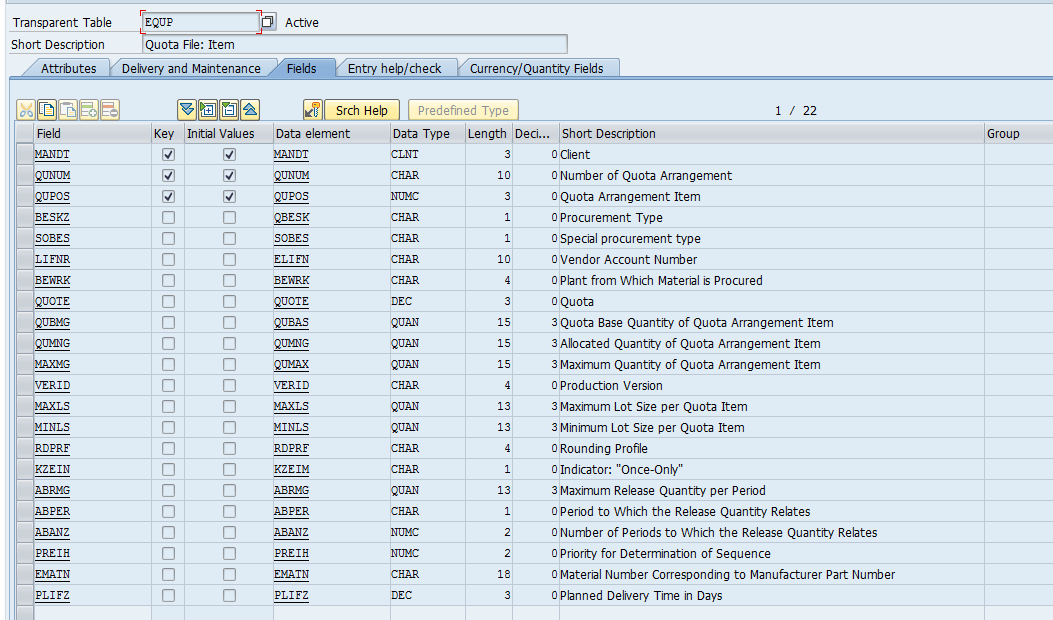 Transparent Table EQUP Active
Short Description Quota File: Item
Attributes Delivery and Maintenance Fields Entry help/check Currency/Quantity Fields
Srch Help Predefined Type 1 / 22
Field Key Initial Values Data element Data Type Length Deci... Short Description Group
MANDT MANDT CLNT 3 0 Client
QUNUM QUNUM CHAR 10 0 Number of Quota Arrangement
QUPOS QUPOS NUMC 3 0 Quota Arrangement Item
BESKZ QBESK CHAR 1 0 Procurement Type
SOBES SOBES CHAR 1 0 Special procurement type
LIFNR ELIFN CHAR 10 0 Vendor Account Number
BEWRK BEWRK CHAR 4 0 Plant from Which Material is Procured
QUOTE QUOTE DEC 3 0 Quota
QUBMG QUBAS QUAN 15 3 Quota Base Quantity of Quota Arrangement Item
QUMNG QUMNG QUAN 15 3 Allocated Quantity of Quota Arrangement Item
MAXMG QUMAX QUAN 15 3 Maximum Quantity of Quota Arrangement Item
VERID VERID CHAR 4 0 Production Version
MAXLS MAXLS QUAN 13 3 Maximum Lot Size per Quota Item
MINLS MINLS QUAN 13 3 Minimum Lot Size per Quota Item
RDPRF RDPRF CHAR 4 0 Rounding Profile
KZEIN KZEIM CHAR 1 0 Indicator: "Once-Only"
ABRMG ABRMG QUAN 13 3 Maximum Release Quantity per Period
ABPER ABPER CHAR 1 0 Period to Which the Release Quantity Relates
ABANZ ABANZ NUMC 2 0 Number of Periods to Which the Release Quantity Relates
PREIH PREIH NUMC 2 0 Priority for Determination of Sequence
EMATN EMATN CHAR 18 0 Material Number Corresponding to Manufacturer Part Number
PLIFZ PLIFZ DEC 3 0 Planned Delivery Time in Days